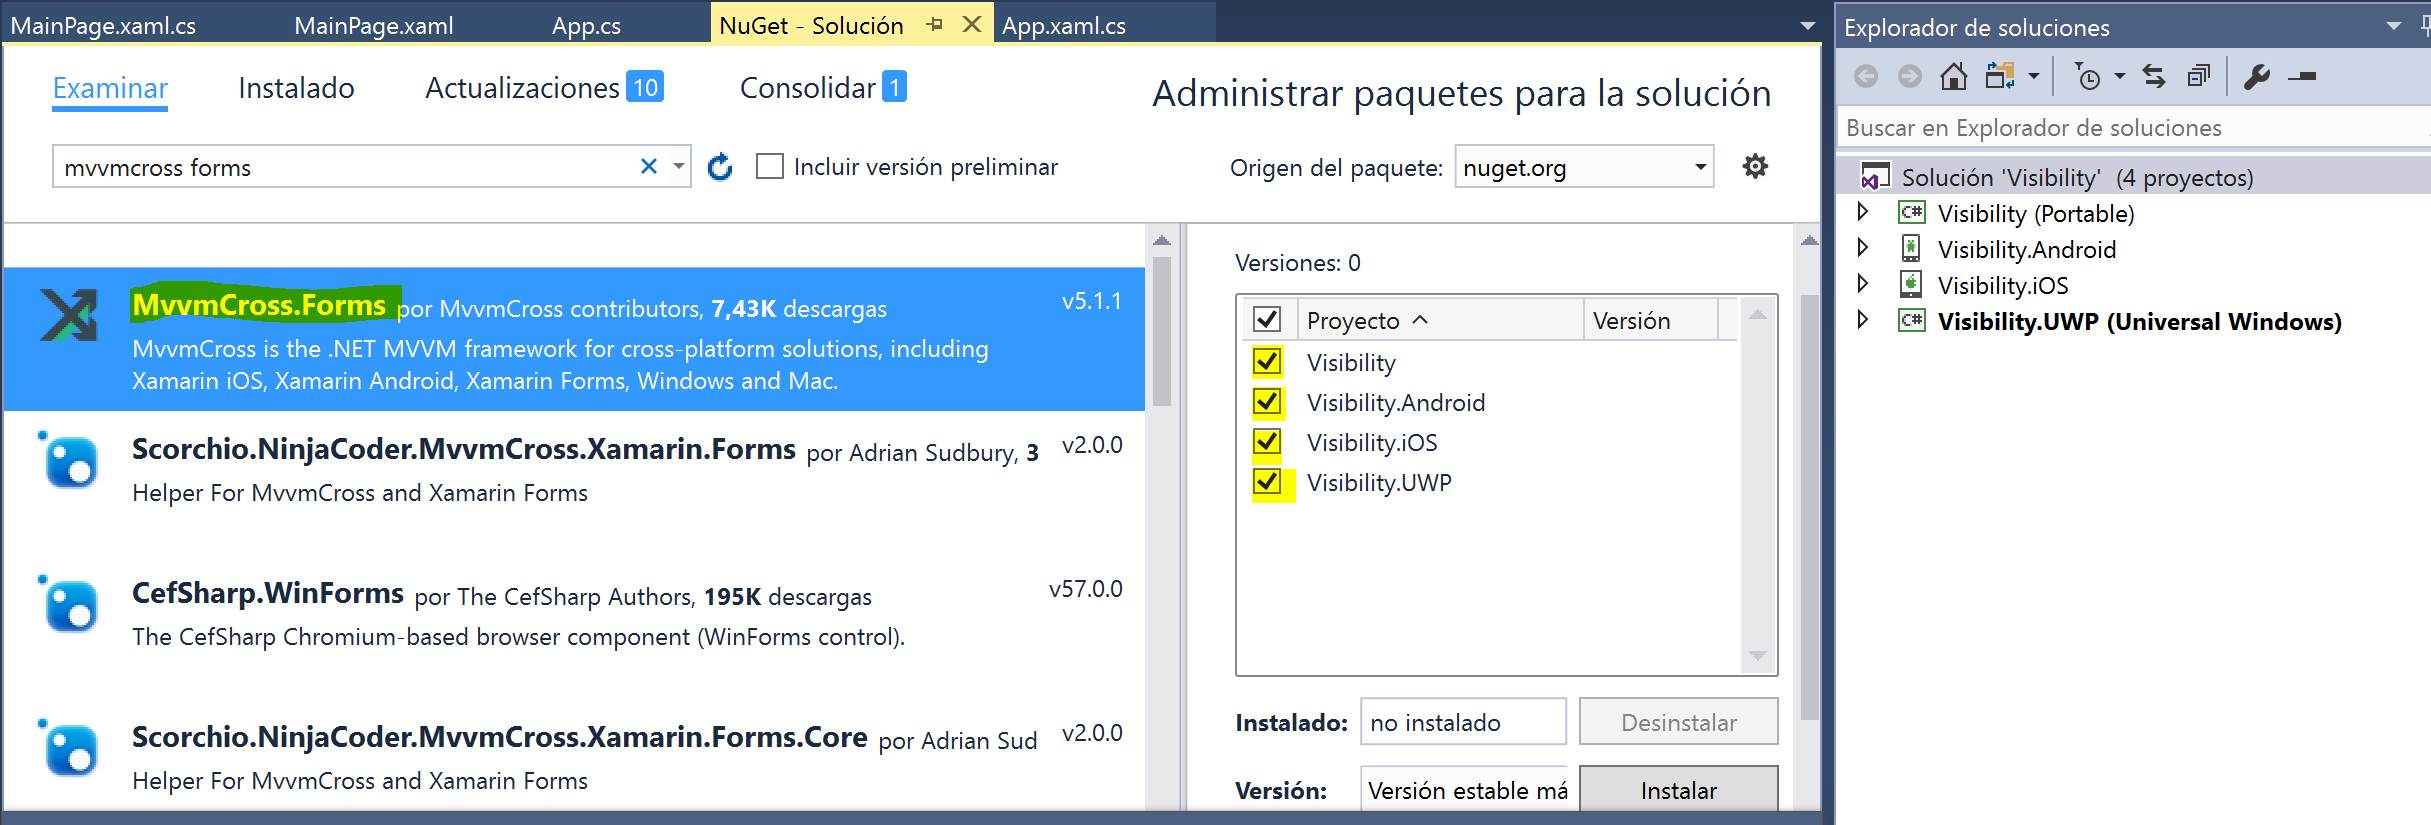 MainPage.xaml.cs
MainPage.xaml
App.cs
NuGet - Solución
App.xaml.cs
Examinar
Instalado
Actualizaciones 10
Consolidar 1
Administrar paquetes para la solución
mvvmcross forms
Incluir versión preliminar
Origen del paquete:
nuget.org
MvvmCross.Forms por MvvmCross contributors, 7,43K descargas
v5.1.1
MvvmCross is the .NET MVVM framework for cross-platform solutions, including
Xamarin iOS, Xamarin Android, Xamarin Forms, Windows and Mac.
Scorchio.NinjaCoder.MvvmCross.Xamarin.Forms por Adrian Sudbury, 3
v2.0.0
Helper For MvvmCross and Xamarin Forms
CefSharp.WinForms por The CefSharp Authors, 195K descargas
v57.0.0
The CefSharp Chromium-based browser component (WinForms control).
Scorchio.NinjaCoder.MvvmCross.Xamarin.Forms.Core por Adrian Sud
v2.0.0
Helper For MvvmCross and Xamarin Forms
Versiones: 0
Proyecto
Versión
Visibility
Visibility.Android
Visibility.iOS
Visibility.UWP
Instalado:
no instalado
Desinstalar
Versión:
Versión estable má
Instalar
Explorador de soluciones
Buscar en Explorador de soluciones
Solución 'Visibility' (4 proyectos)
C# Visibility (Portable)
Visibility.Android
Visibility.iOS
C# Visibility.UWP (Universal Windows)